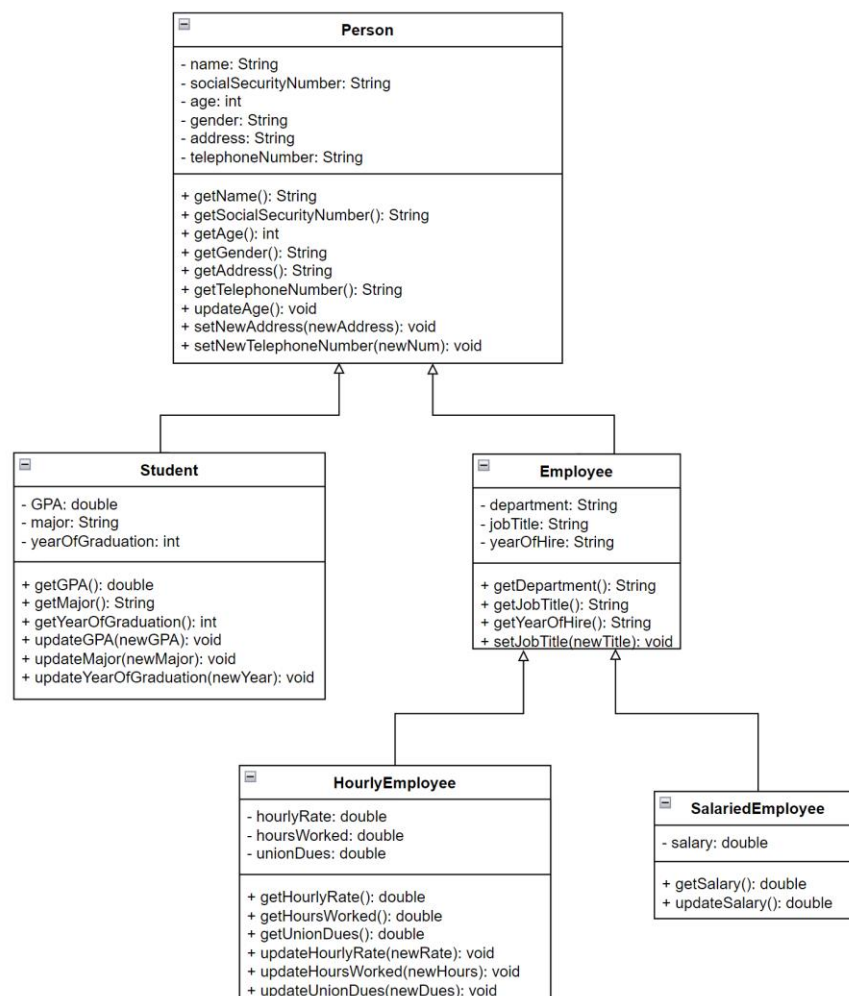 Person
- name: String
- socialSecurityNumber: String
- age: int
- gender: String
- address: String
- telephoneNumber: String
+ getName(): String
+ getSocialSecurityNumber(): String
+ getAge(): int
+ getGender(): String
+ getAddress(): String
+ getTelephoneNumber(): String
+ updateAge(): void
+ setNewAddress(newAddress): void
+ setNewTelephoneNumber(newNum): void
Student
- GPA: double
- major: String
- yearOfGraduation: int
+ getGPA(): double
+ getMajor(): String
+ getYearOfGraduation(): int
+ updateGPA(newGPA): void
+ updateMajor(newMajor): void
+ updateYearOfGraduation(newYear): void
Employee
- department: String
- jobTitle: String
- yearOfHire: String
+ getDepartment(): String
+ getJobTitle(): String
+ getYearOfHire(): String
+ setJobTitle(newTitle): void
HourlyEmployee
- hourlyRate: double
- hoursWorked: double
- unionDues: double
+ getHourlyRate(): double
+ getHoursWorked(): double
+ getUnionDues(): double
+ updateHourlyRate(newRate): void
+ updateHoursWorked(newHours): void
+ updateUnionDues(newDues): void
SalariedEmployee
- salary: double
+ getSalary(): double
+ updateSalary(): double